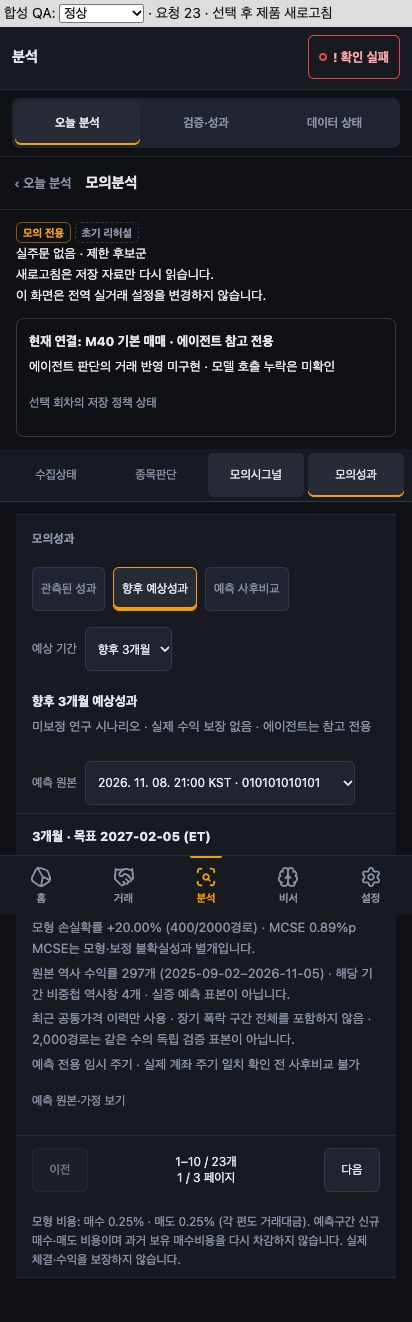 합성 QA: 정상 · 요청 23 · 선택 후 제품 새로고침
분석
! 확인 실패
오늘 분석
검증·성과
데이터 상태
‹ 오늘 분석 모의분석
모의 전용 초기 리허설
실주문 없음 · 제한 후보군
새로고침은 저장 자료만 다시 읽습니다.
이 화면은 전역 실거래 설정을 변경하지 않습니다.
현재 연결: M40 기본 매매 · 에이전트 참고 전용
에이전트 판단의 거래 반영 미구현 · 모델 호출 누락은 미확인
선택 회차의 저장 정책 상태
수집상태
종목판단
모의시그널
모의성과
모의성과
관측된 성과
향후 예상성과
예측 사후비교
예상 기간 향후 3개월
향후 3개월 예상성과
미보정 연구 시나리오 · 실제 수익 보장 없음 · 에이전트는 참고 전용
예측 원본 2026. 11. 08. 21:00 KST · 010101010101
3개월 · 목표 2027-02-05 (ET)
홈
거래
분석
비서
설정
모형 손실확률 +20.00% (400/2000경로) · MCSE 0.89%p
MCSE는 모형·보정 불확실성과 별개입니다.
원본 역사 수익률 297개 (2025-09-02–2026-11-05) · 해당 기
간 비중첩 역사창 4개 · 실증 예측 표본이 아닙니다.
최근 공통가격 이력만 사용 · 장기 폭락 구간 전체를 포함하지 않음 ·
2,000경로는 같은 수의 독립 검증 표본이 아닙니다.
예측 전용 임시 주기 · 실제 계좌 주기 일치 확인 전 사후비교 불가
예측 원본·가정 보기
이전
1–10 / 23개
1 / 3 페이지
다음
모형 비용: 매수 0.25% · 매도 0.25% (각 편도 거래대금). 예측구간 신규
매수·매도 비용이며 과거 보유 매수비용을 다시 차감하지 않습니다. 실제
체결·수익을 보장하지 않습니다.